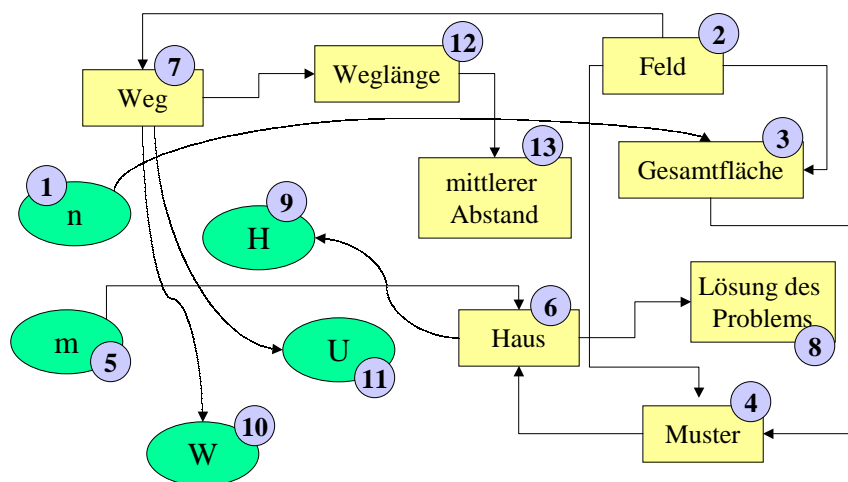 12
2
7
Weglänge
Feld
Weg
3
13
Gesamtfläche
1
mittlerer
Abstand
9
n
H
Lösung des
Problems
6
m
5
Haus
8
U
11
4
10
Muster
W